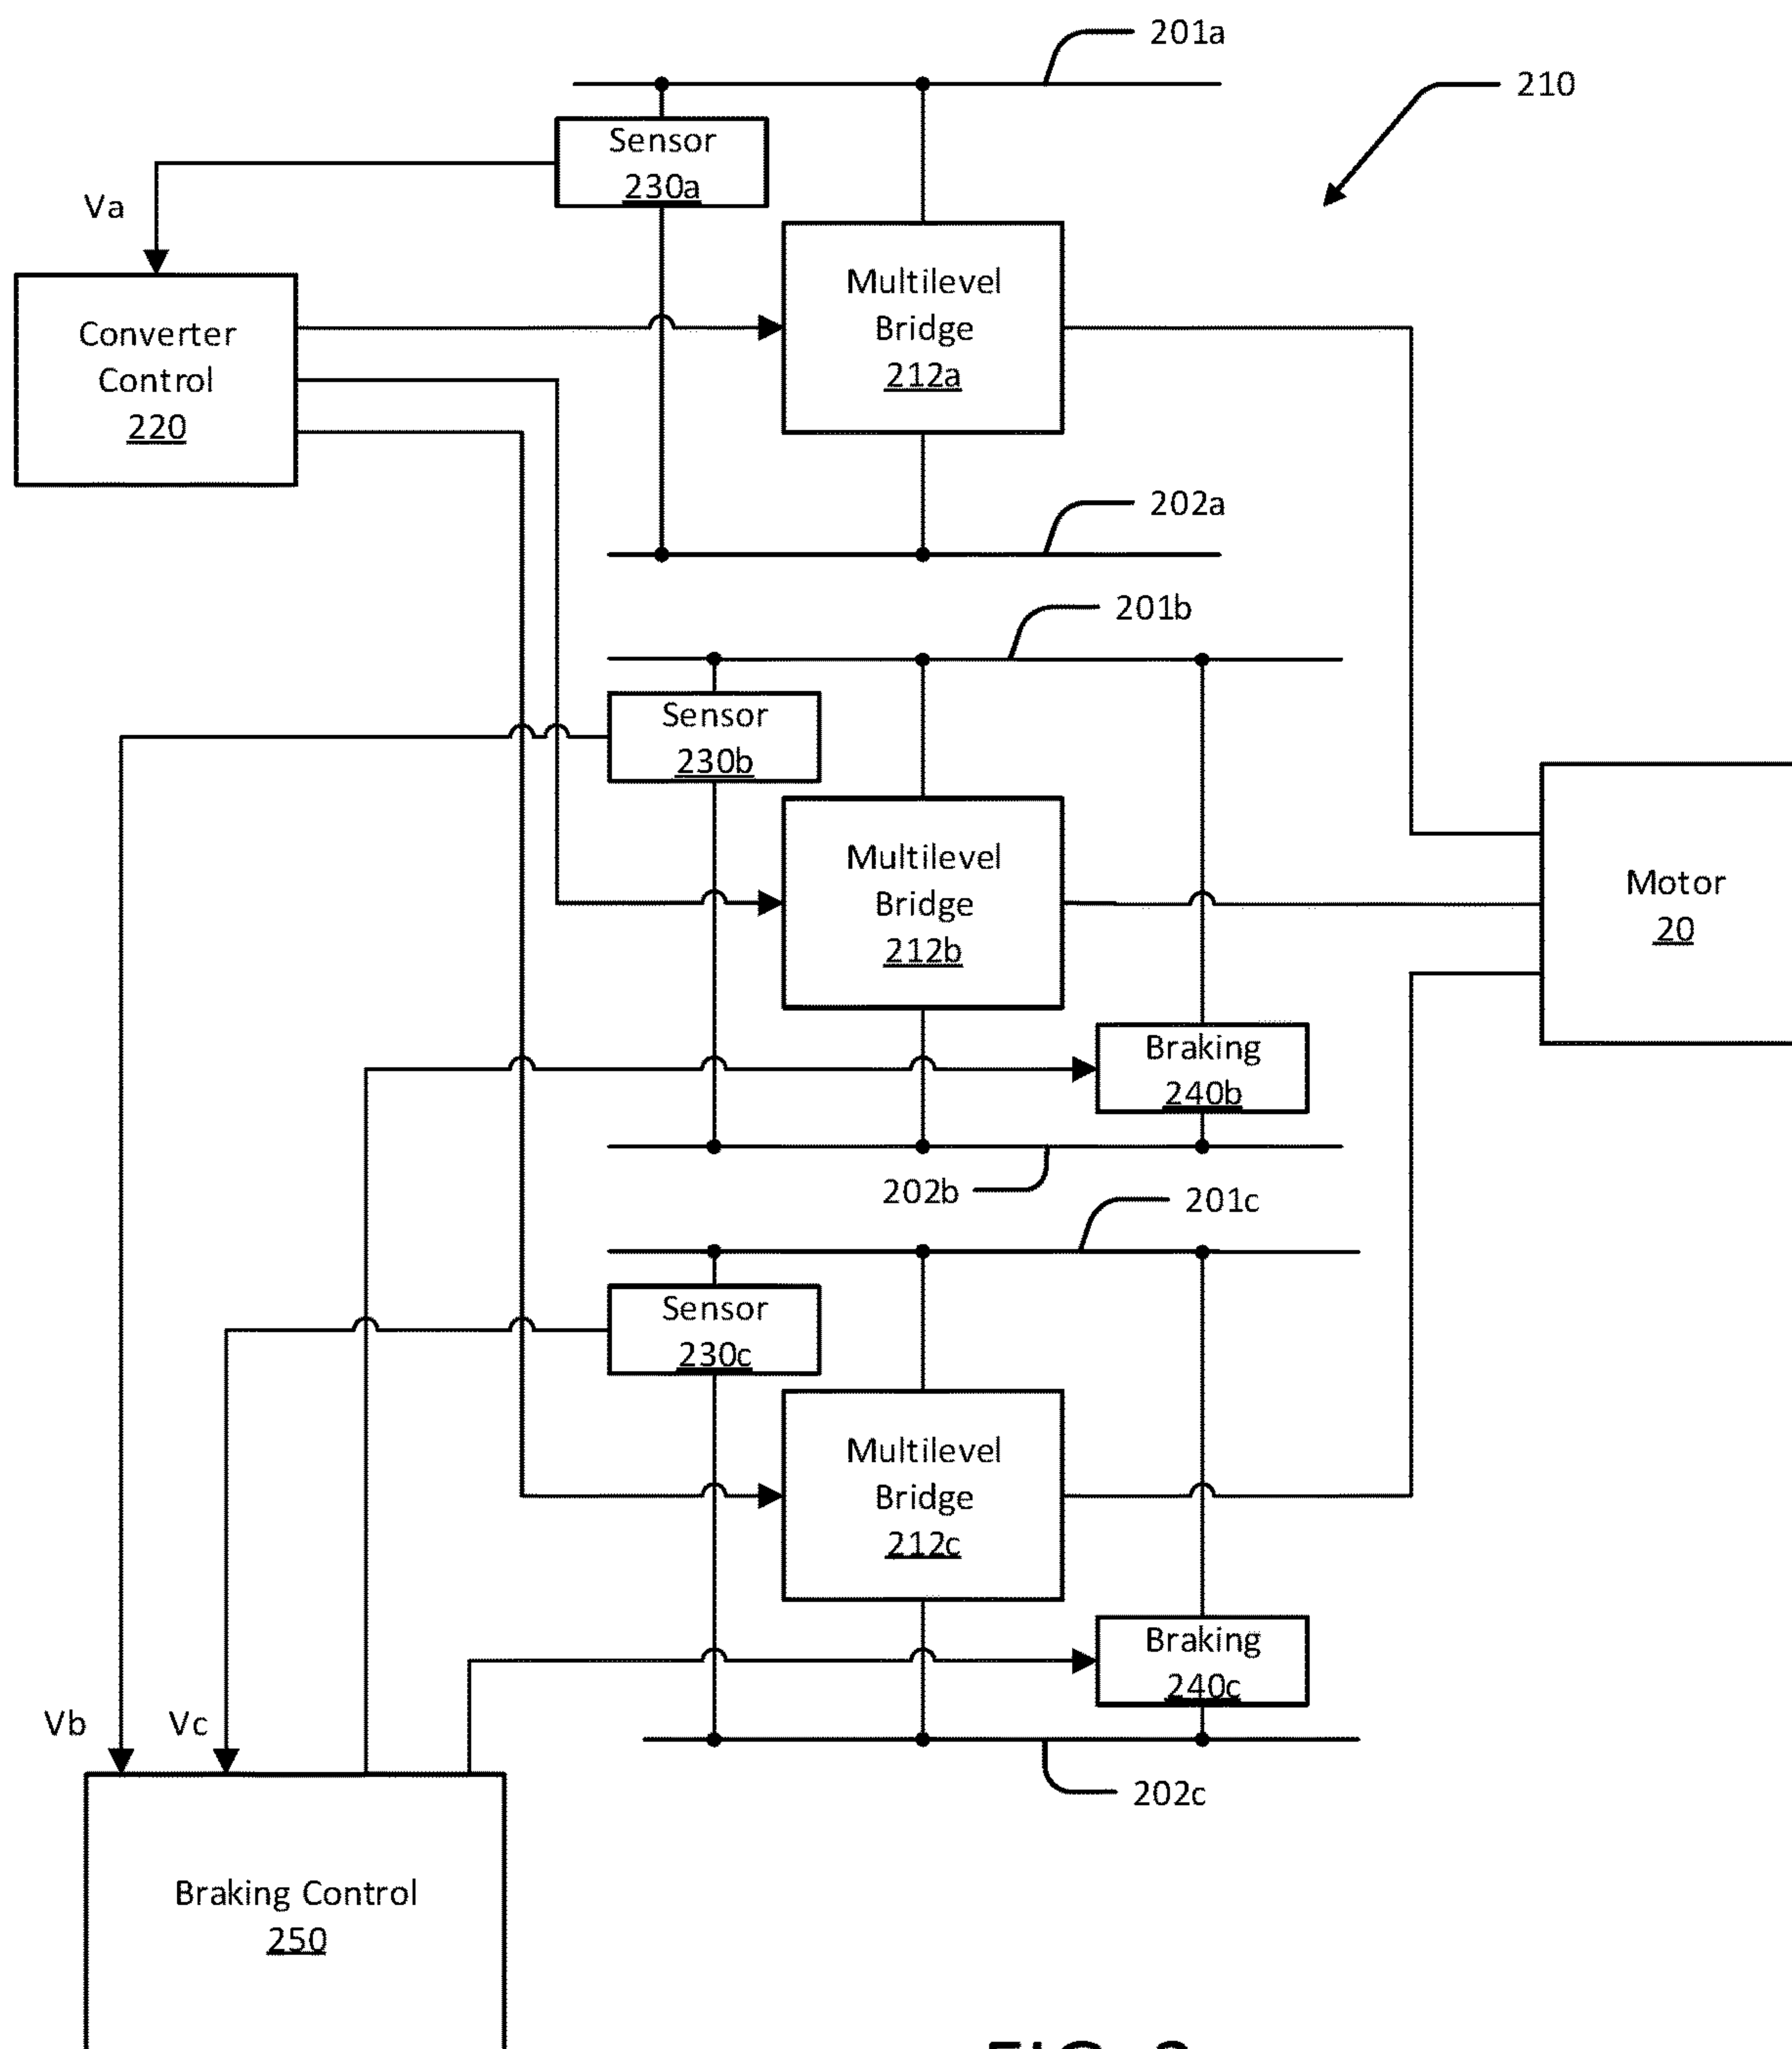 201a
210
Sensor
230a
Va
Multilevel
Bridge
212a
Converter
Control
220
202a
201b
Sensor
230b
Multilevel
Bridge
212b
Motor
20
Braking
240b
202b
201c
Sensor
230c
Multilevel
Bridge
212c
Braking
240c
Vb
Vc
202c
Braking Control
250